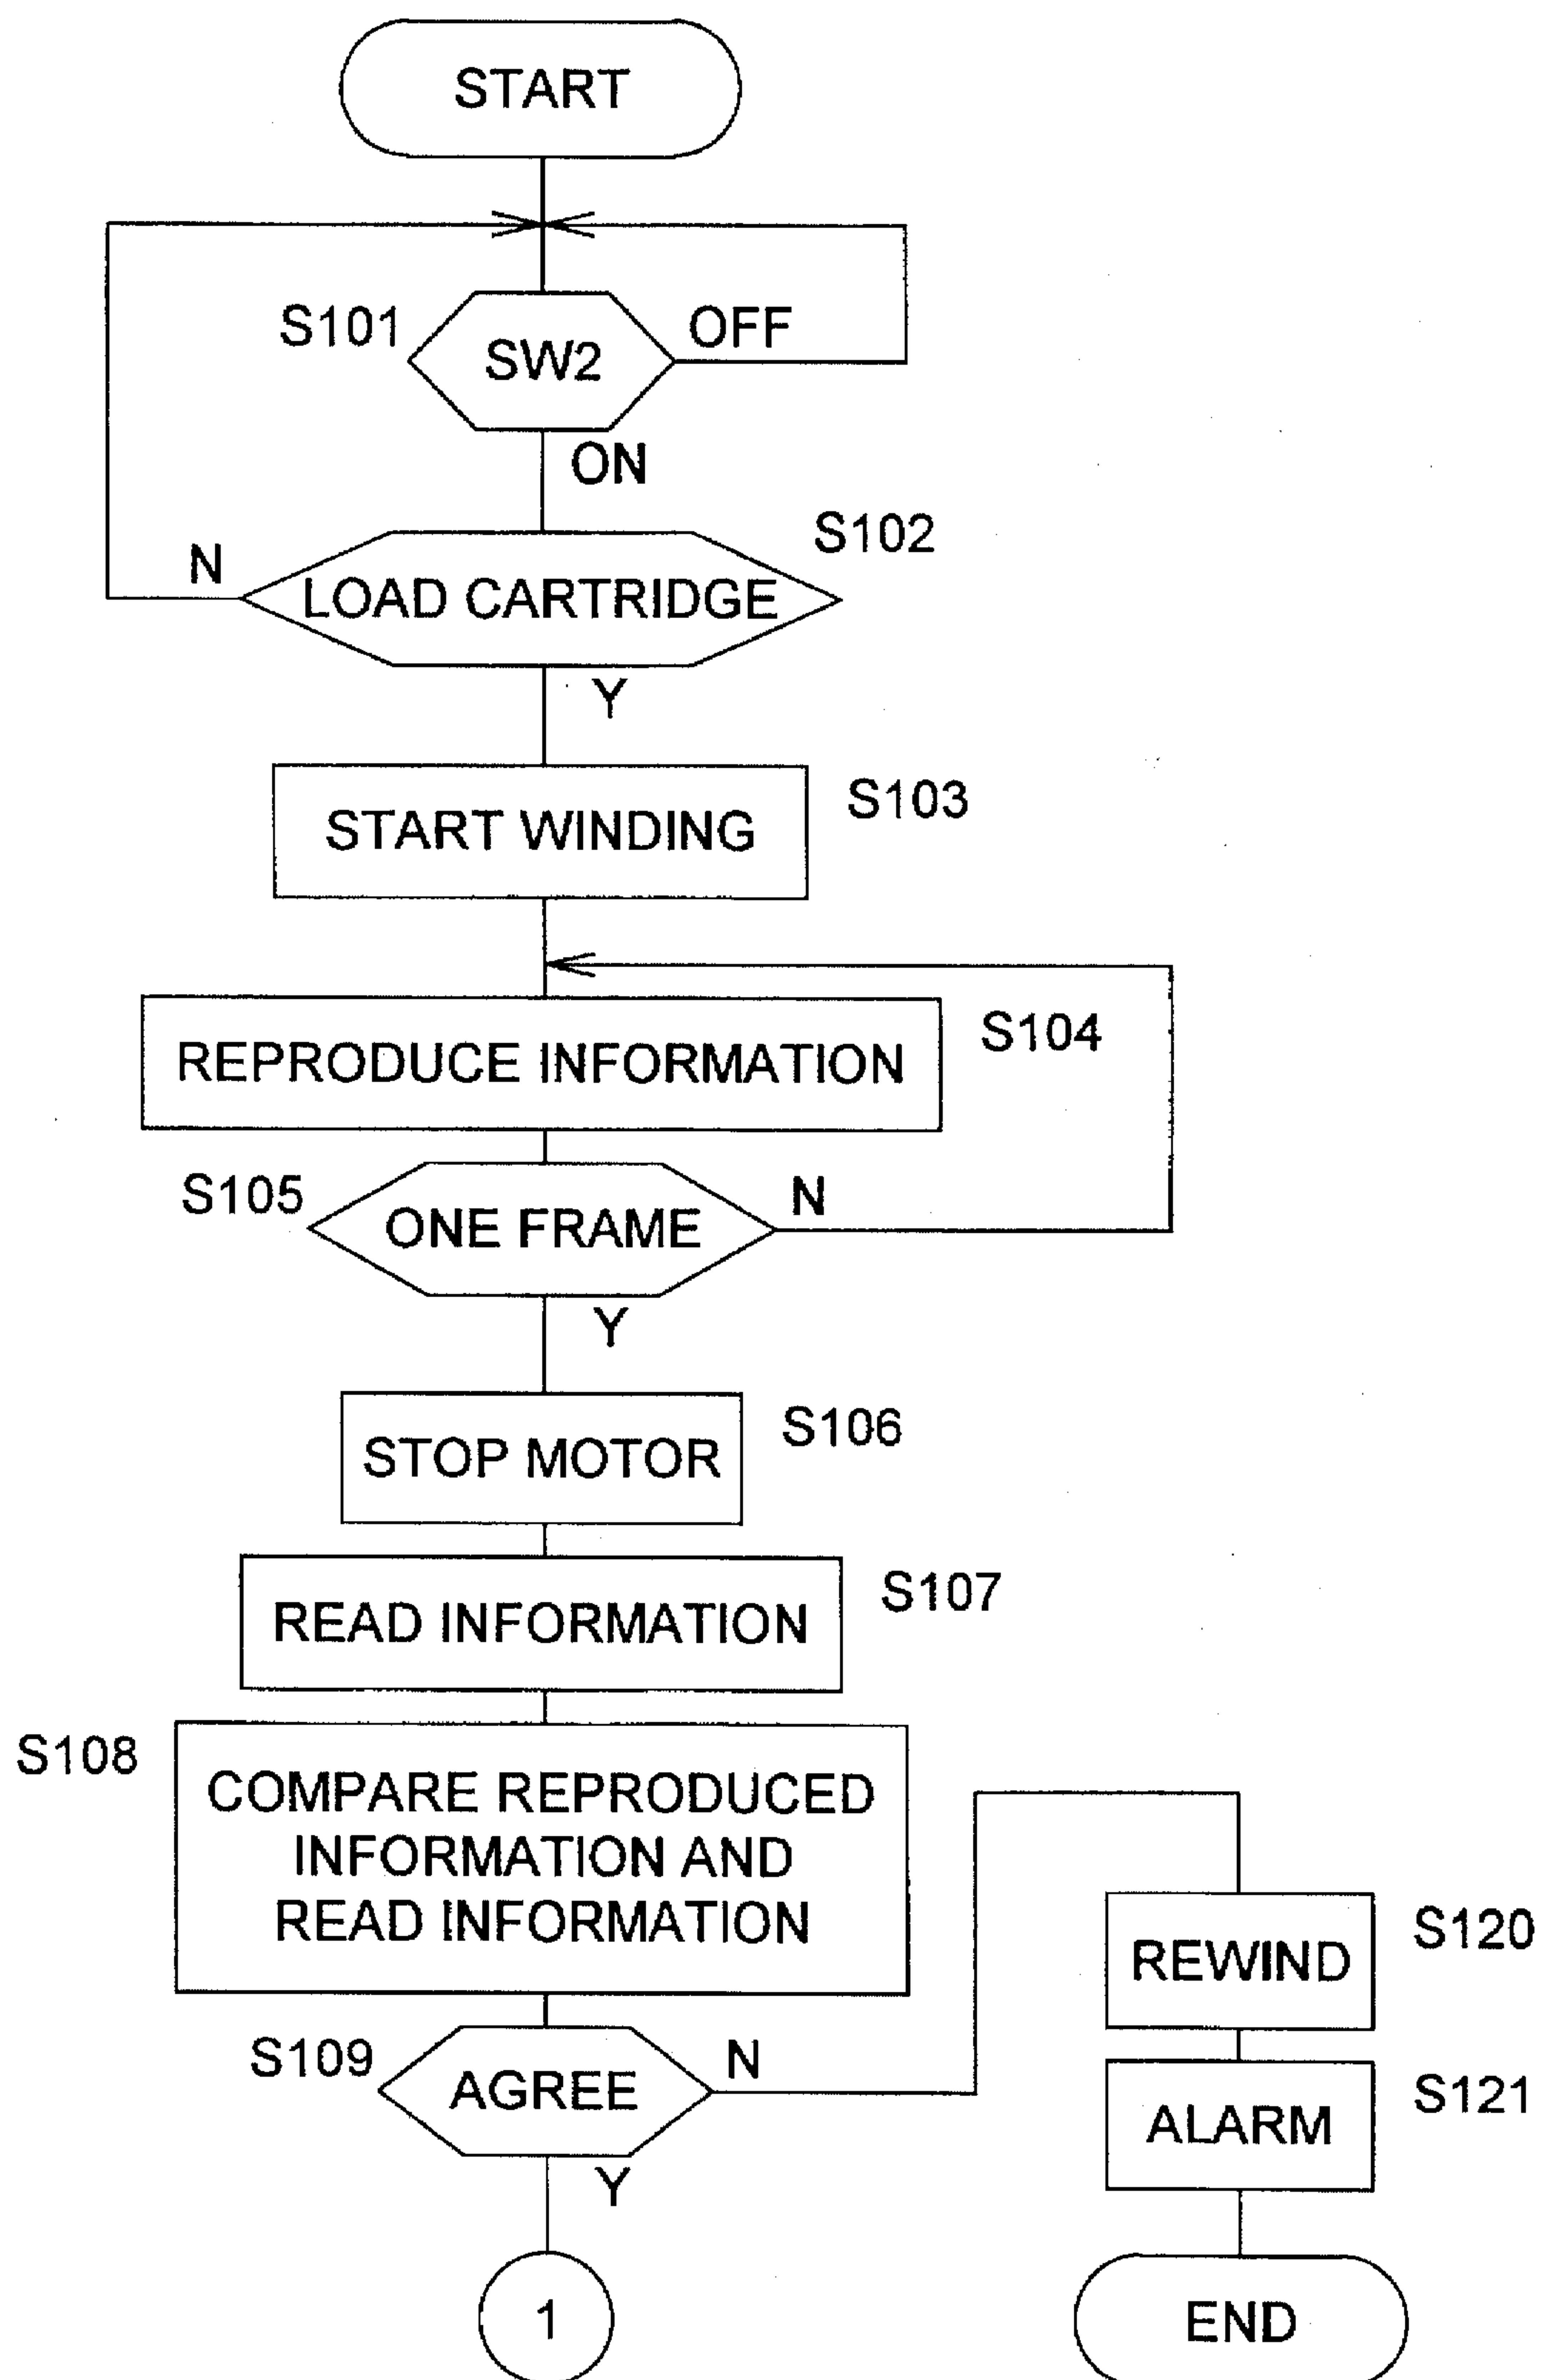 START
S101
SW2
OFF
ON
S102
N
LOAD CARTRIDGE
Y
START WINDING
S103
REPRODUCE INFORMATION
S104
S105
ONE FRAME
N
Y
STOP MOTOR
S106
READ INFORMATION
S107
S108
COMPARE REPRODUCED
INFORMATION AND
READ INFORMATION
S109
AGREE
N
Y
1
REWIND
S120
ALARM
S121
END